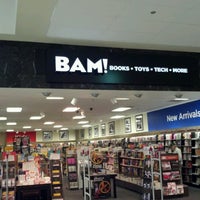 BAM! BOOKS • TOYS • TECH • MORE
New Arrivals